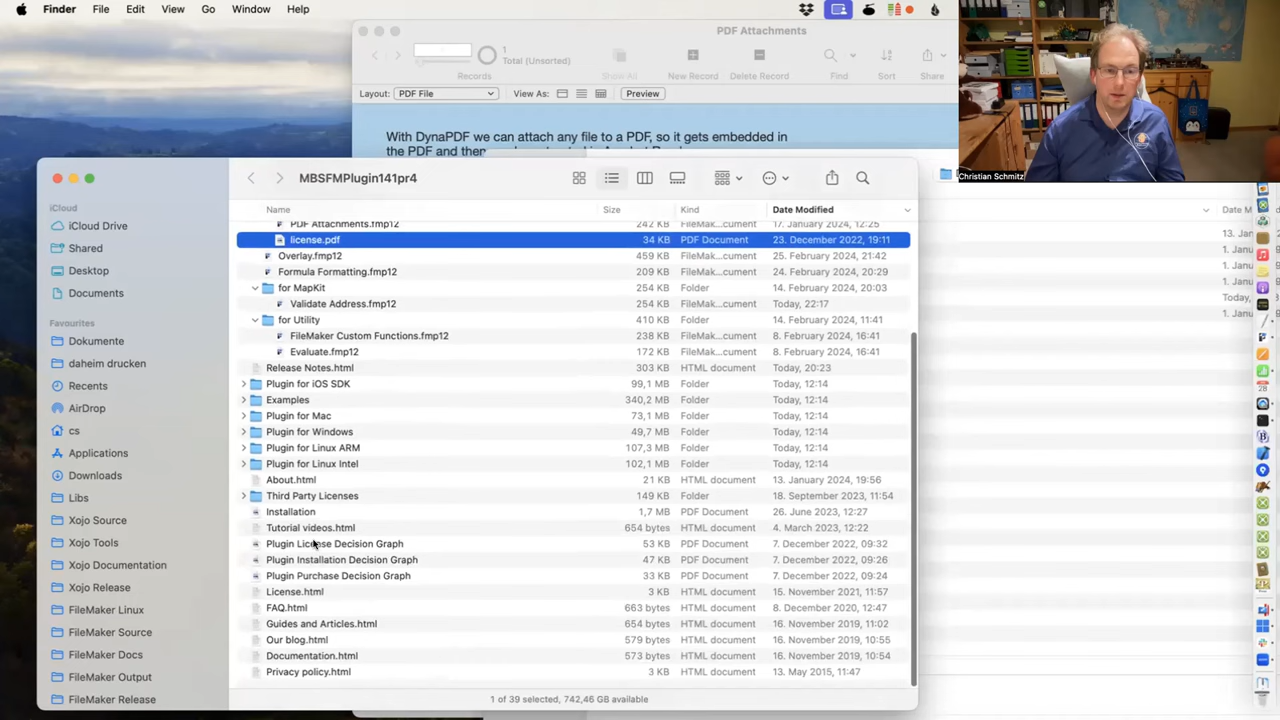 Finder File Edit View Go Window Help
PDF Attachments
1
Total (Unsorted)
Records
Show All
New Record
Delete Record
Find
Sort
Share
Layout: PDF File View As: Preview
With DynaPDF we can attach any file to a PDF, so it gets embedded in
Christian Schmitz
MBSFMPlugin141pr4
iCloud
iCloud Drive
Shared
Desktop
Documents
Favourites
Dokumente
daheim drucken
Recents
AirDrop
cs
Applications
Downloads
Libs
Xojo Source
Xojo Tools
Xojo Documentation
Xojo Release
FileMaker Linux
FileMaker Source
FileMaker Docs
FileMaker Output
FileMaker Release
Name Size Kind Date Modified
PDF Attachments.fmp12 242 KB FileMak...cument 14. February 2024, 12:25
license.pdf 34 KB PDF Document 23. December 2022, 19:11
Overlay.fmp12 459 KB FileMak...cument 25. February 2024, 21:42
Formula Formatting.fmp12 209 KB FileMak...cument 24. February 2024, 20:29
for MapKit 254 KB Folder 14. February 2024, 20:03
Validate Address.fmp12 254 KB FileMak...cument Today, 22:17
for Utility 410 KB Folder 14. February 2024, 11:41
FileMaker Custom Functions.fmp12 238 KB FileMak...cument 8. February 2024, 16:41
Evaluate.fmp12 172 KB FileMak...cument 8. February 2024, 16:41
Release Notes.html 303 KB HTML document Today, 20:23
Plugin for iOS SDK 99,1 MB Folder Today, 12:14
Examples 340,2 MB Folder Today, 12:14
Plugin for Mac 73,1 MB Folder Today, 12:14
Plugin for Windows 49,7 MB Folder Today, 12:14
Plugin for Linux ARM 107,3 MB Folder Today, 12:14
Plugin for Linux Intel 102,1 MB Folder Today, 12:14
About.html 21 KB HTML document 13. January 2024, 19:56
Third Party Licenses 149 KB Folder 18. September 2023, 11:54
Installation 1,7 MB PDF Document 26. June 2023, 12:27
Tutorial videos.html 654 bytes HTML document 4. March 2023, 12:22
Plugin License Decision Graph 53 KB PDF Document 7. December 2022, 09:32
Plugin Installation Decision Graph 47 KB PDF Document 7. December 2022, 09:26
Plugin Purchase Decision Graph 33 KB PDF Document 7. December 2022, 09:24
License.html 3 KB HTML document 15. November 2021, 11:57
FAQ.html 663 bytes HTML document 8. December 2020, 12:47
Guides and Articles.html 654 bytes HTML document 16. November 2019, 11:02
Our blog.html 579 bytes HTML document 16. November 2019, 10:55
Documentation.html 573 bytes HTML document 16. November 2019, 10:54
Privacy policy.html 3 KB HTML document 13. May 2015, 11:47
1 of 39 selected, 742,46 GB available
Date M
13. Jan
1. Janu
1. Janu
1. Janu
Today,
1. Janu